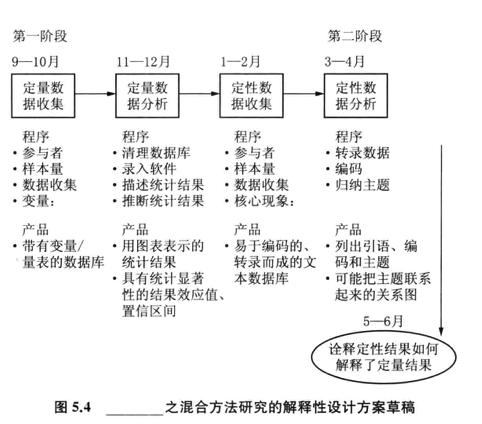 第一阶段
第二阶段
9—10月
11—12月
1—2月
3—4月
定量数
据收集
定量数
据分析
定性数
据收集
定性数
据分析
程序
·参与者
·样本量
·数据收集
·变量：
程序
·清理数据库
·录入软件
·描述统计结果
·推断统计结果
程序
·参与者
·样本量
·数据收集
·核心现象：
程序
·转录数据
·编码
·归纳主题
产品
·带有变量/
量表的数据库
产品
·用图表表示的
统计结果
·具有统计显著
性的结果效应值、
置信区间
产品
·易于编码的、
转录而成的文
本数据库
产品
·列出引语、编
码和主题
·可能把主题联系
起来的关系图
5—6月
诠释定性结果如何
解释了定量结果
图 5.4 ________之混合方法研究的解释性设计方案草稿